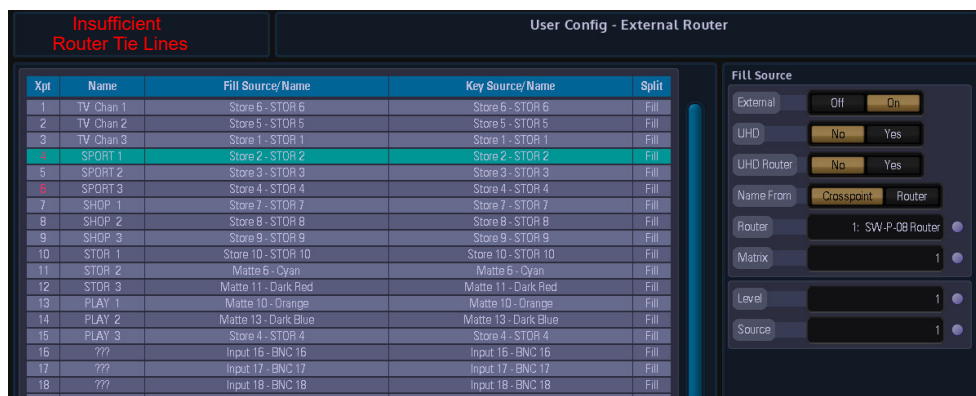 Insufficient
Router Tie Lines
User Config - External Router
Xpt Name Fill Source/Name Key Source/Name Split
1 TV Chan 1 Store 6 - STOR 6 Store 6 - STOR 6 Fill
2 TV Chan 2 Store 5 - STOR 5 Store 5 - STOR 5 Fill
3 TV Chan 3 Store 1 - STOR 1 Store 1 - STOR 1 Fill
4 SPORT 1 Store 2 - STOR 2 Store 2 - STOR 2 Fill
5 SPORT 2 Store 3 - STOR 3 Store 3 - STOR 3 Fill
6 SPORT 3 Store 4 - STOR 4 Store 4 - STOR 4 Fill
7 SHOP 1 Store 7 - STOR 7 Store 7 - STOR 7 Fill
8 SHOP 2 Store 8 - STOR 8 Store 8 - STOR 8 Fill
9 SHOP 3 Store 9 - STOR 9 Store 9 - STOR 9 Fill
10 STOR 1 Store 10 - STOR 10 Store 10 - STOR 10 Fill
11 STOR 2 Matte 6 - Cyan Matte 6 - Cyan Fill
12 STOR 3 Matte 11 - Dark Red Matte 11 - Dark Red Fill
13 PLAY 1 Matte 10 - Orange Matte 10 - Orange Fill
14 PLAY 2 Matte 13 - Dark Blue Matte 13 - Dark Blue Fill
15 PLAY 3 Store 4 - STOR 4 Store 4 - STOR 4 Fill
16 ??? Input 16 - BNC 16 Input 16 - BNC 16 Fill
17 ??? Input 17 - BNC 17 Input 17 - BNC 17 Fill
18 ??? Input 18 - BNC 18 Input 18 - BNC 18 Fill
Fill Source
External Off On
UHD No Yes
UHD Router No Yes
Name From Crosspoint Router
Router 1: SW-P-08 Router
Matrix 1
Level 1
Source 1